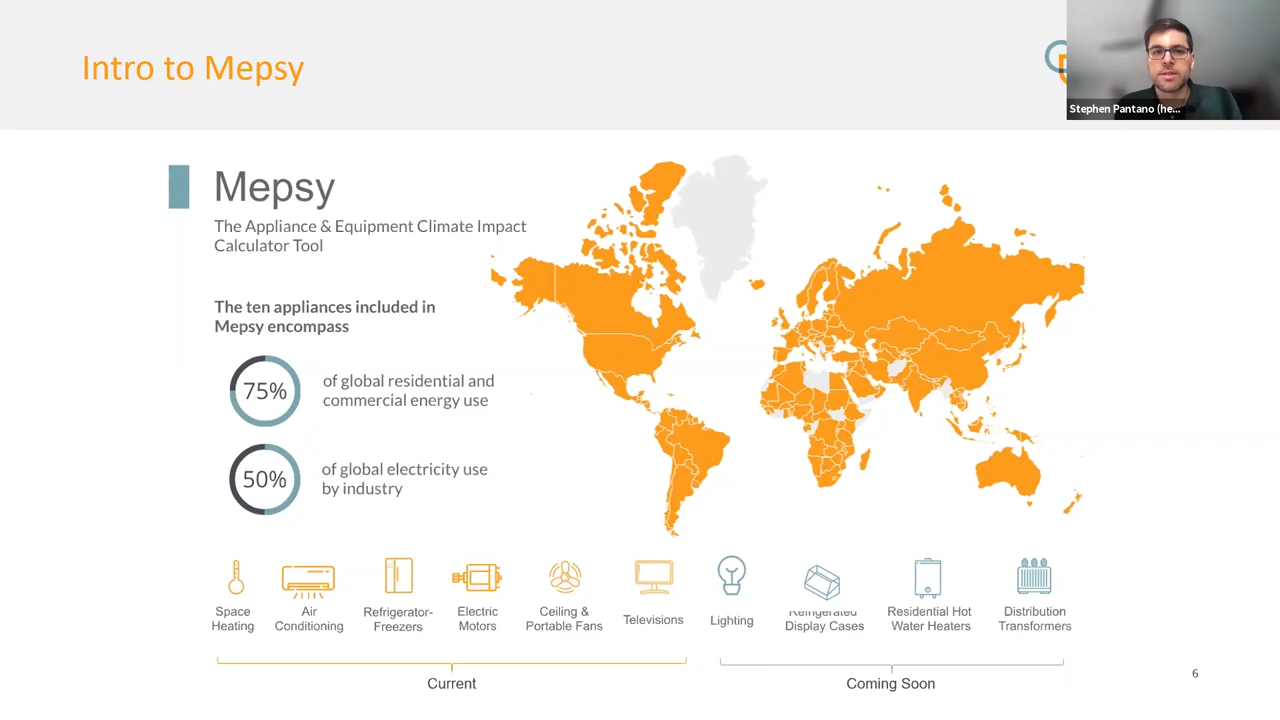 Intro to Mepsy
Stephen Pantano (he...
Mepsy
The Appliance & Equipment Climate Impact
Calculator Tool
The ten appliances included in
Mepsy encompass
75%
of global residential and
commercial energy use
50%
of global electricity use
by industry
Space
Heating
Air
Conditioning
Refrigerator-
Freezers
Electric
Motors
Ceiling &
Portable Fans
Televisions
Lighting
Refrigerated
Display Cases
Residential Hot
Water Heaters
Distribution
Transformers
Current
Coming Soon
6